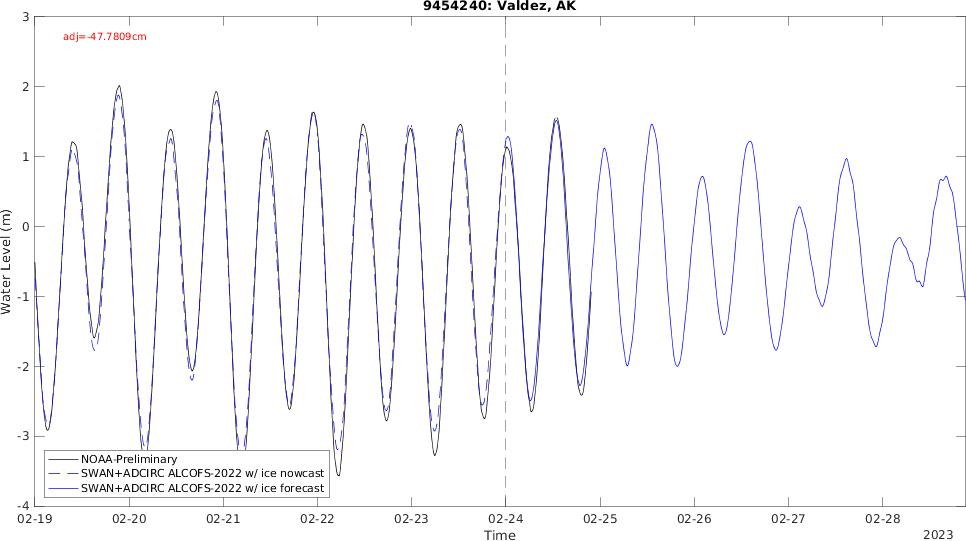 9454240: Valdez, AK
adj=-47.7809cm
Water Level (m)
3
2
1
0
-1
-2
-3
-4
NOAA-Preliminary
SWAN+ADCIRC ALCOFS-2022 w/ ice nowcast
SWAN+ADCIRC ALCOFS-2022 w/ ice forecast
02-19 02-20 02-21 02-22 02-23 02-24 02-25 02-26 02-27 02-28
Time
2023